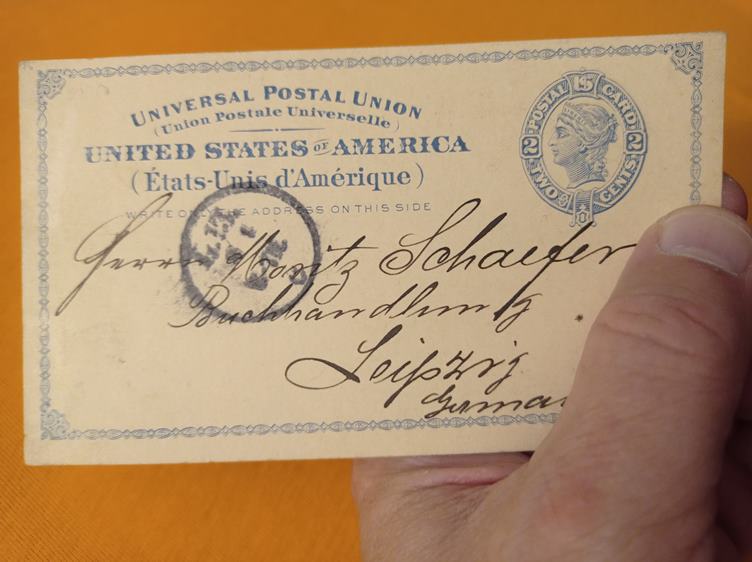 UNIVERSAL POSTAL UNION
(Union Postale Universelle)
UNITED STATES OF AMERICA
(États-Unis d'Amérique)
WRITE ONLY THE ADDRESS ON THIS SIDE
POSTAL CARD
U.S.
2 TWO CENTS 2
Herrn Moritz Schaefer
Buchhandlung
Leipzig